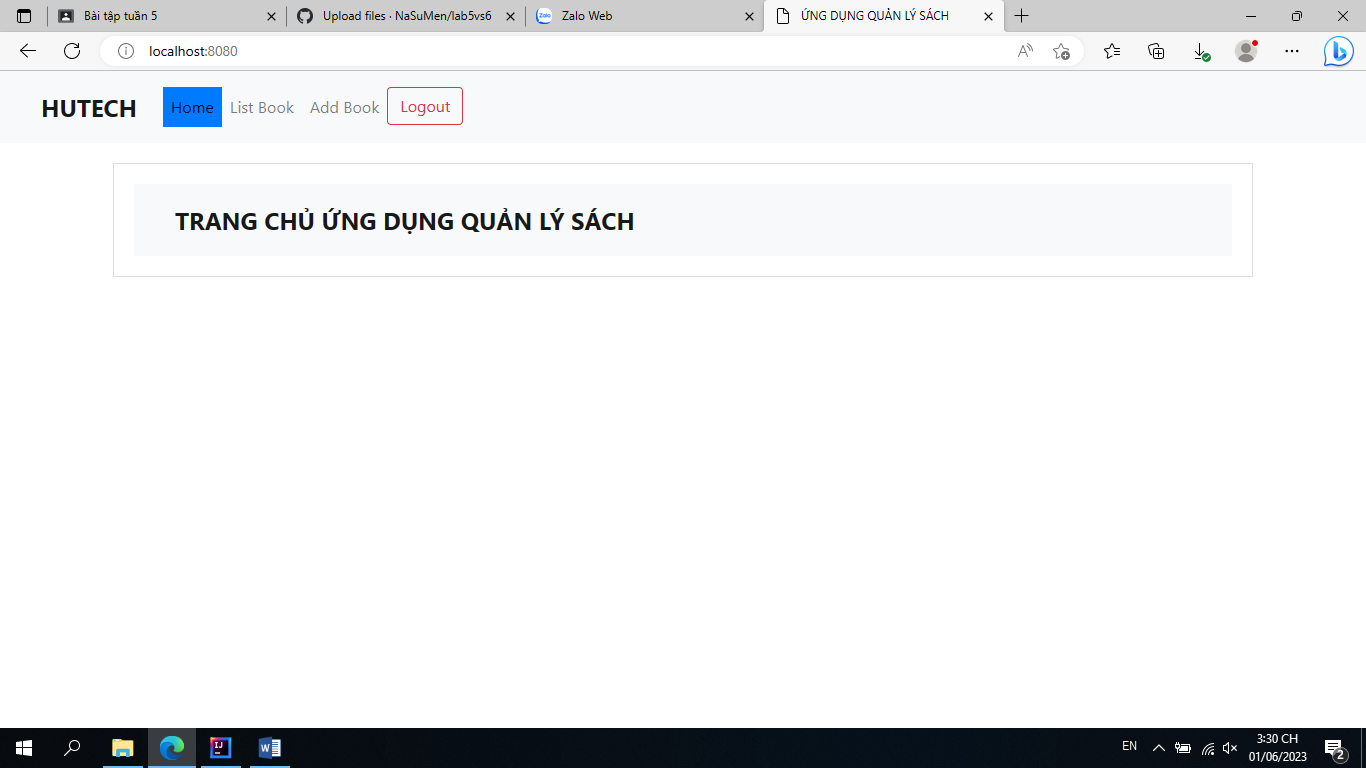 Bài tập tuần 5
Upload files · NaSuMen/lab5vs6
Zalo Web
ỨNG DỤNG QUẢN LÝ SÁCH
localhost:8080
HUTECH Home List Book Add Book Logout
TRANG CHỦ ỨNG DỤNG QUẢN LÝ SÁCH
EN
3:30 CH
01/06/2023
2